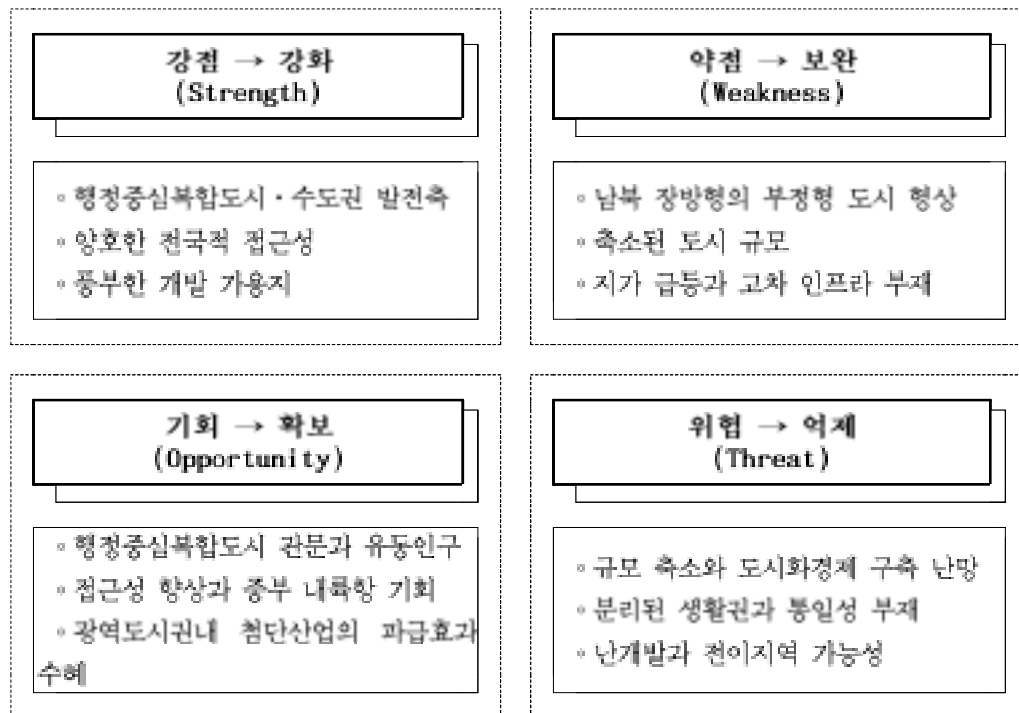 강점 → 강화
(Strength)
◦ 행정중심복합도시·수도권 발전축
◦ 양호한 전국적 접근성
◦ 풍부한 개발 가용지
약점 → 보완
(Weakness)
◦ 남북 장방형의 부정형 도시 형상
◦ 축소된 도시 규모
◦ 지가 급등과 고차 인프라 부재
기회 → 확보
(Opportunity)
◦ 행정중심복합도시 관문과 유동인구
◦ 접근성 향상과 중부 내륙항 기회
◦ 광역도시권내 첨단산업의 파급효과
수혜
위험 → 억제
(Threat)
◦ 규모 축소와 도시화경제 구축 난망
◦ 분리된 생활권과 통일성 부재
◦ 난개발과 전이지역 가능성